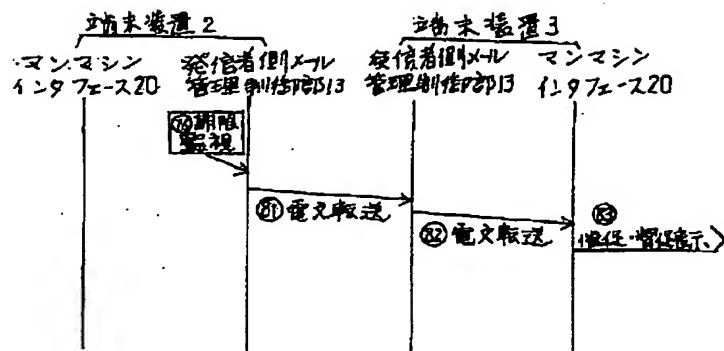 端末装置2
端末装置3
マンマシン
インタフェース20
発信者側メール
管理制御部13
受信者側メール
管理制御部13
マンマシン
インタフェース20
期限
監視
81 電文転送
82 電文転送
83
催促・督促表示